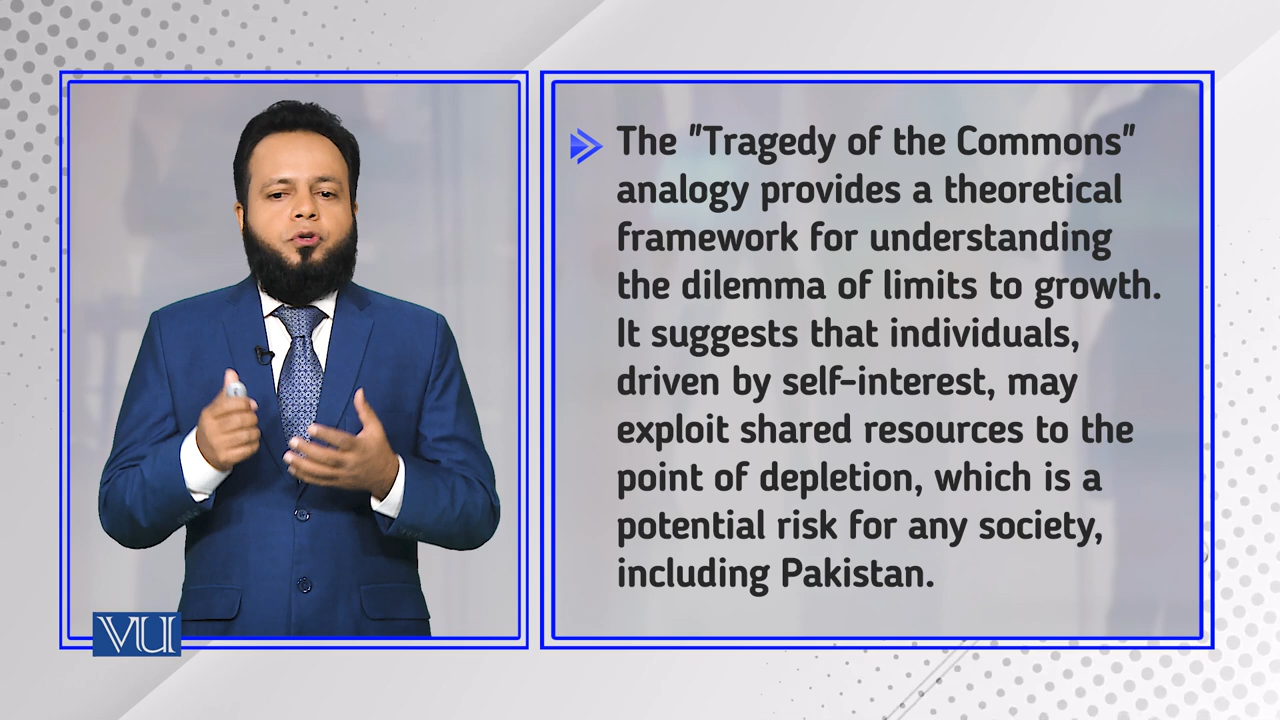 The "Tragedy of the Commons"
analogy provides a theoretical
framework for understanding
the dilemma of limits to growth.
It suggests that individuals,
driven by self-interest, may
exploit shared resources to the
point of depletion, which is a
potential risk for any society,
including Pakistan.
VU